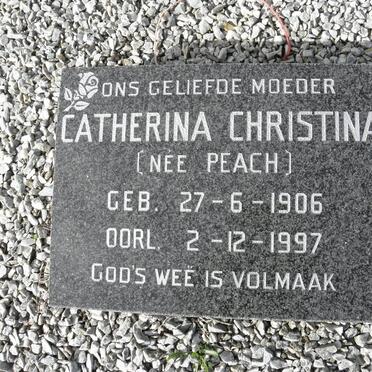 ONS GELIEFDE MOEDER
CATHERINA CHRISTINA
(NEE PEACH)
GEB. 27-6-1906
OORL. 2-12-1997
GOD'S WEË IS VOLMAAK